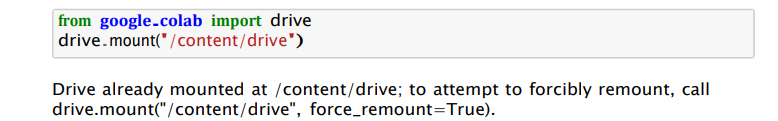 from google.colab import drive
drive.mount('/content/drive')
Drive already mounted at /content/drive; to attempt to forcibly remount, call
drive.mount("/content/drive", force_remount=True).